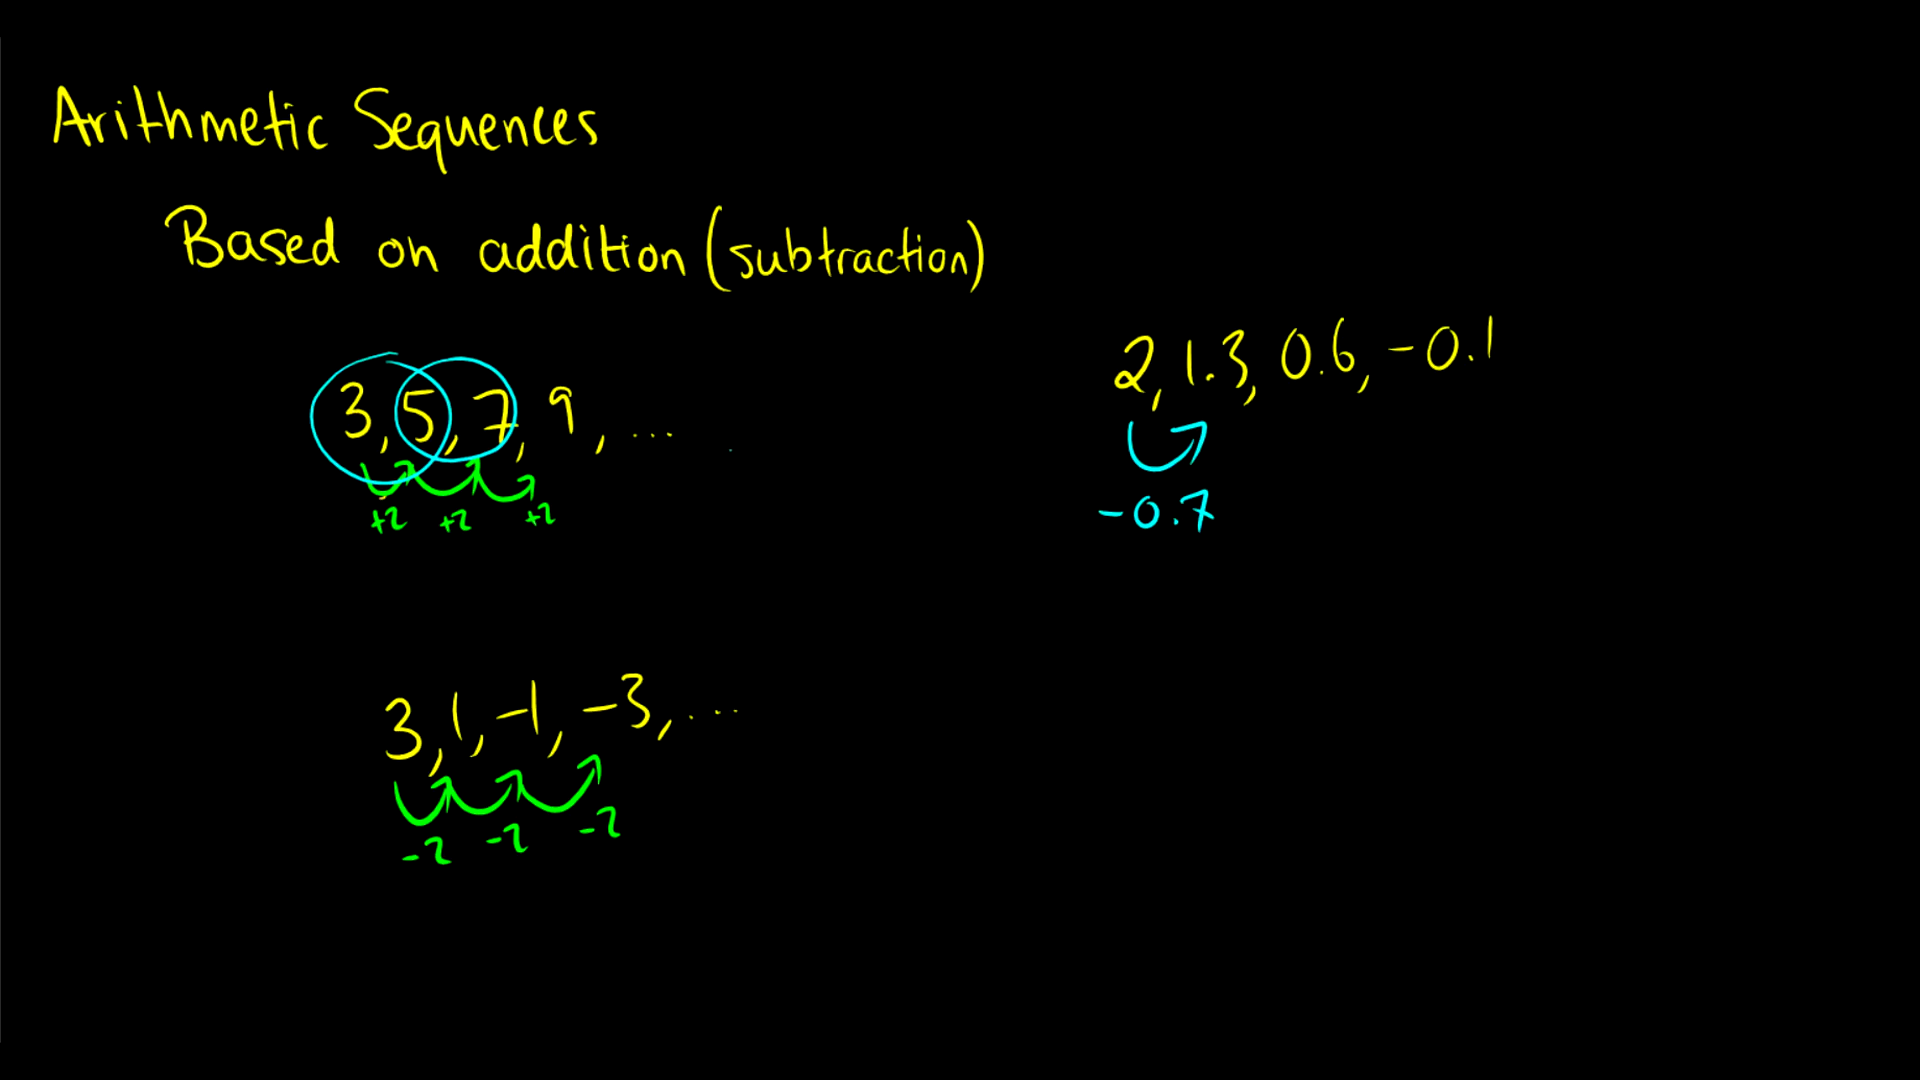 Arithmetic Sequences
Based on addition (subtraction)
3, 5, 7, 9, ...
+2 +2 +2
2, 1.3, 0.6, -0.1
-0.7
3, 1, -1, -3, ...
-2 -2 -2